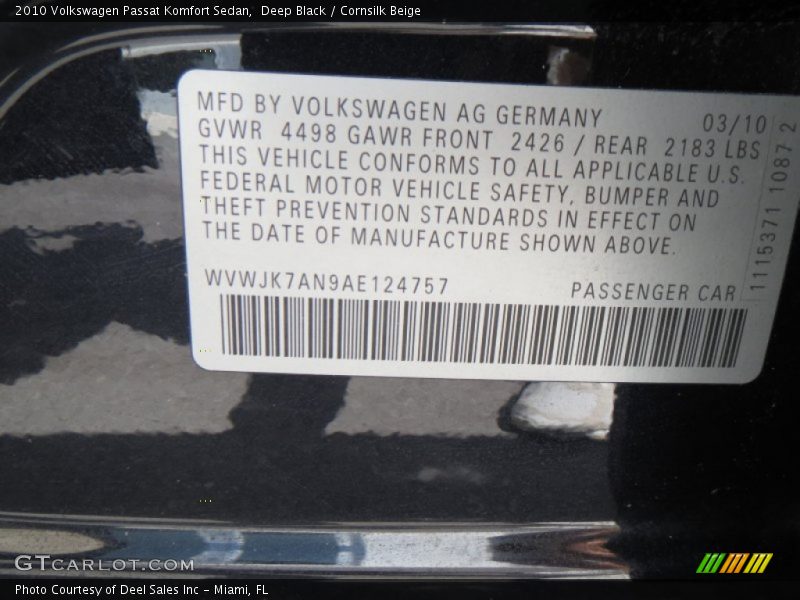 2010 Volkswagen Passat Komfort Sedan,  Deep Black / Cornsilk Beige
MFD BY VOLKSWAGEN AG GERMANY 03/10
GVWR 4498 GAWR FRONT 2426 / REAR 2183 LBS
THIS VEHICLE CONFORMS TO ALL APPLICABLE U.S.
FEDERAL MOTOR VEHICLE SAFETY, BUMPER AND
THEFT PREVENTION STANDARDS IN EFFECT ON
THE DATE OF MANUFACTURE SHOWN ABOVE.
WVWJK7AN9AE124757 PASSENGER CAR
1115371 1087 2
GTCARLOT.COM
Photo Courtesy of Deel Sales Inc - Miami, FL